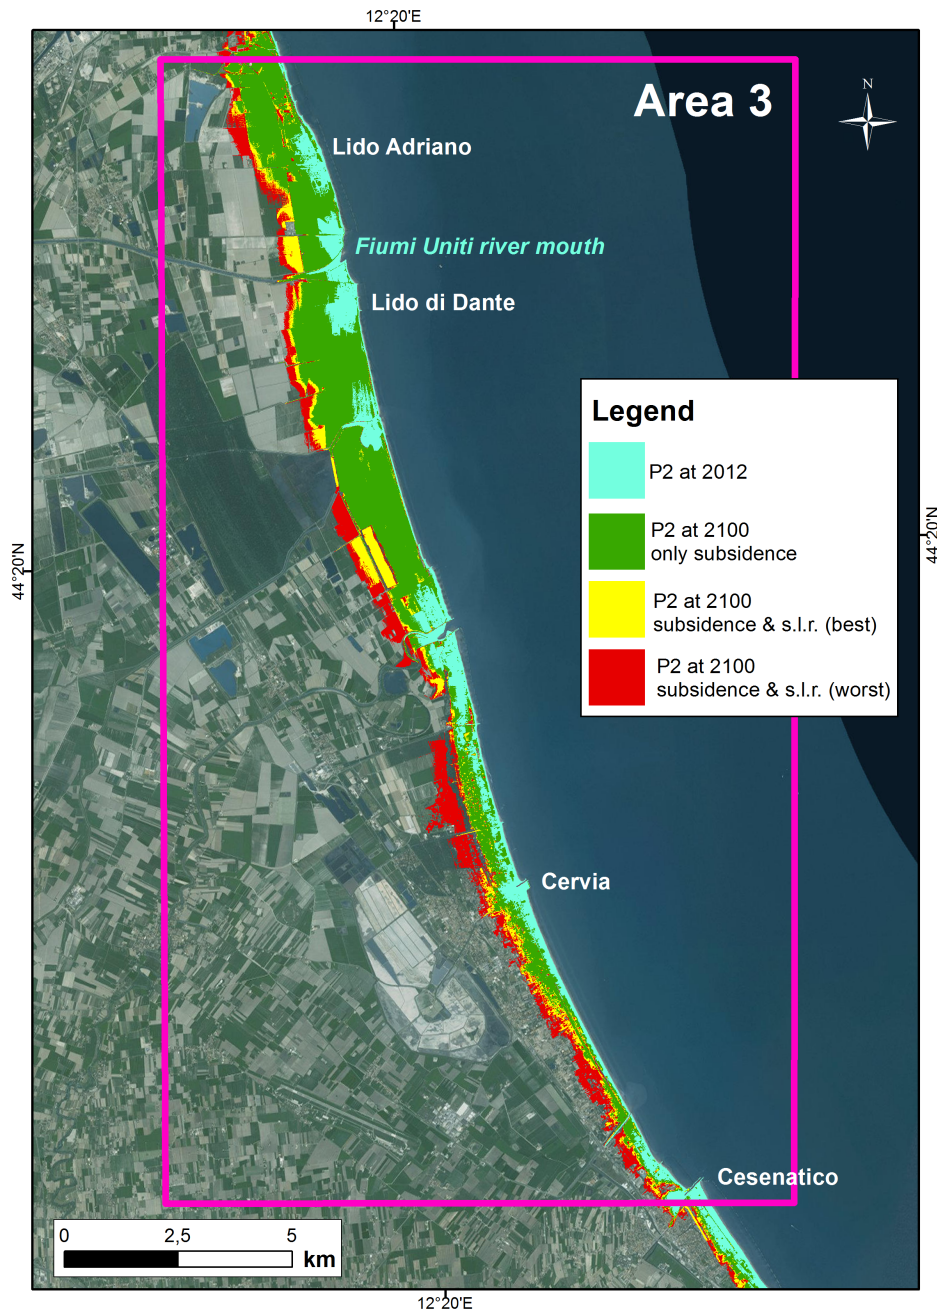 12°20'E
N
Area 3
Lido Adriano
Fiumi Uniti river mouth
Lido di Dante
Legend
P2 at 2012
P2 at 2100
only subsidence
P2 at 2100
subsidence & s.l.r. (best)
P2 at 2100
subsidence & s.l.r. (worst)
44°20'N
44°20'N
Cervia
Cesenatico
0 2,5 5
km
12°20'E